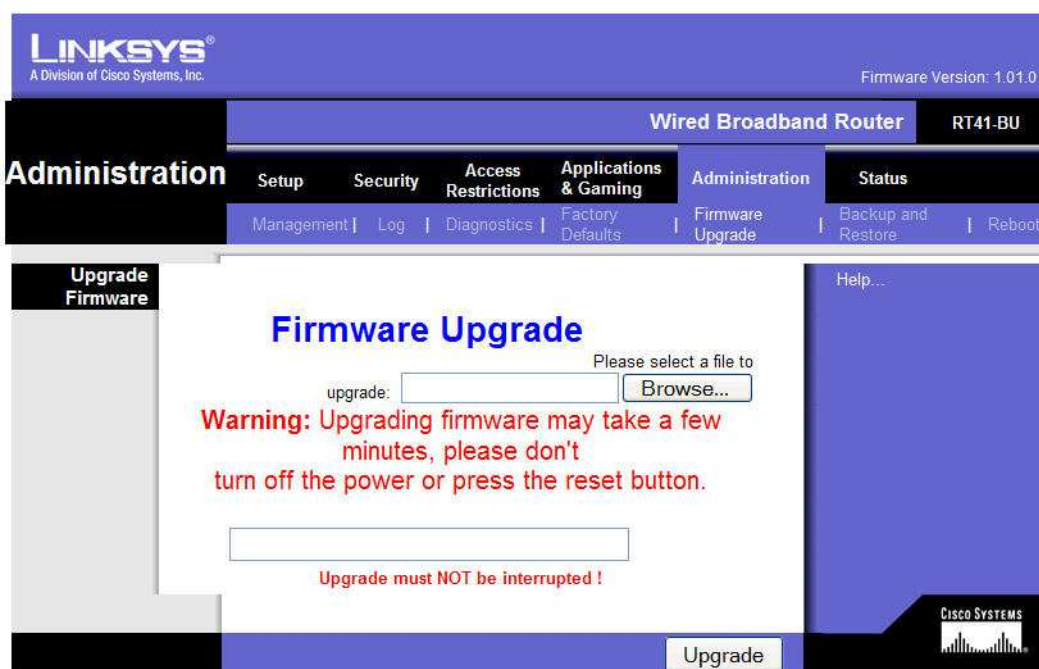 LINKSYS®
A Division of Cisco Systems, Inc.
Firmware Version: 1.01.0
Wired Broadband Router
RT41-BU
Administration
Setup
Security
Access
Restrictions
Applications
& Gaming
Administration
Status
Management |
Log |
Diagnostics |
Factory
Defaults |
Firmware
Upgrade |
Backup and
Restore |
Reboot
Upgrade
Firmware
Help...
Firmware Upgrade
Please select a file to
upgrade:
Browse...
Warning: Upgrading firmware may take a few
minutes, please don't
turn off the power or press the reset button.
Upgrade must NOT be interrupted !
CISCO SYSTEMS
Upgrade